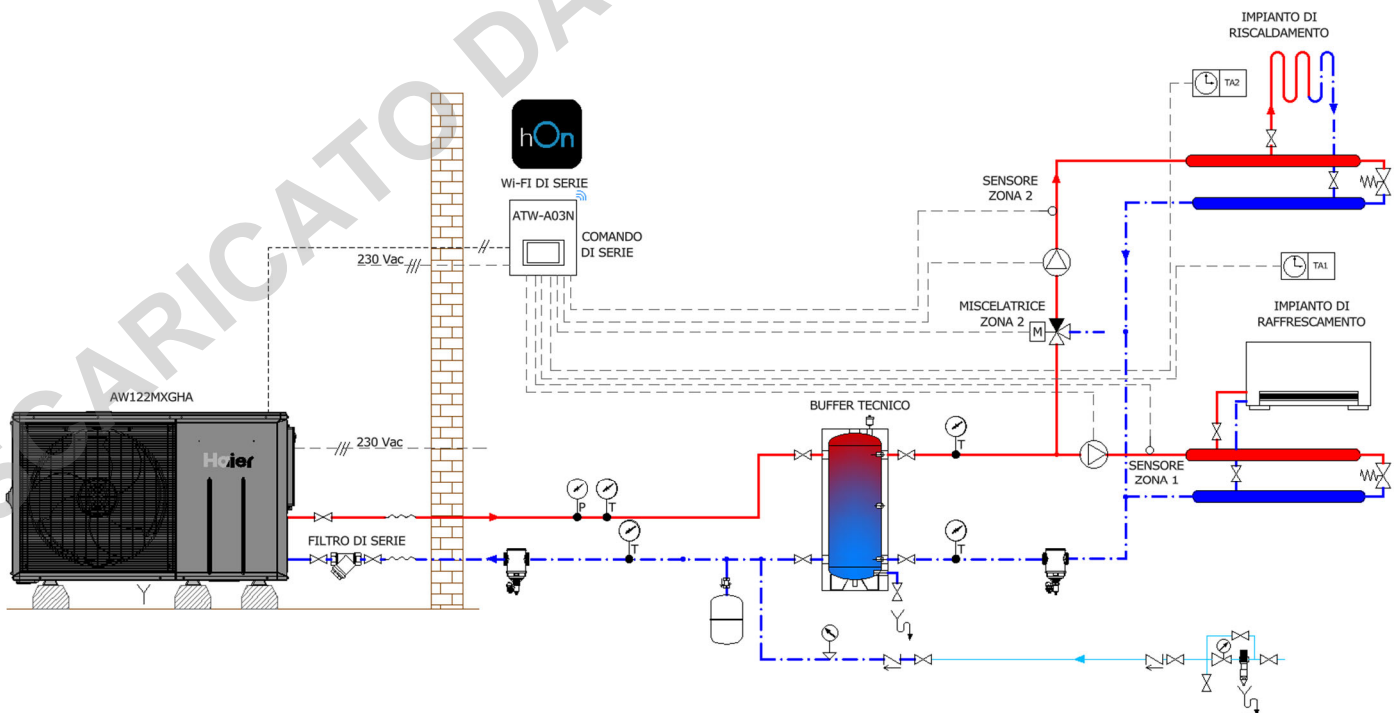 SCARICATO DA
IMPIANTO DI
RISCALDAMENTO
TA2
hOn
Wi-FI DI SERIE
ATW-A03N
COMANDO
DI SERIE
230 Vac
SENSORE
ZONA 2
TA1
MISCELATRICE
ZONA 2
M
IMPIANTO DI
RAFFRESCAMENTO
AW122MXGHA
BUFFER TECNICO
230 Vac
Haier
T
SENSORE
ZONA 1
P
T
FILTRO DI SERIE
T
T